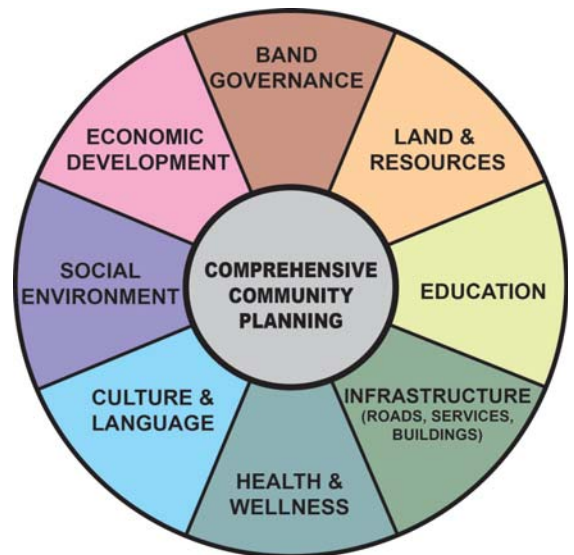 BAND
GOVERNANCE
LAND &
RESOURCES
EDUCATION
INFRASTRUCTURE
(ROADS, SERVICES,
BUILDINGS)
HEALTH &
WELLNESS
CULTURE &
LANGUAGE
SOCIAL
ENVIRONMENT
ECONOMIC
DEVELOPMENT
COMPREHENSIVE
COMMUNITY
PLANNING